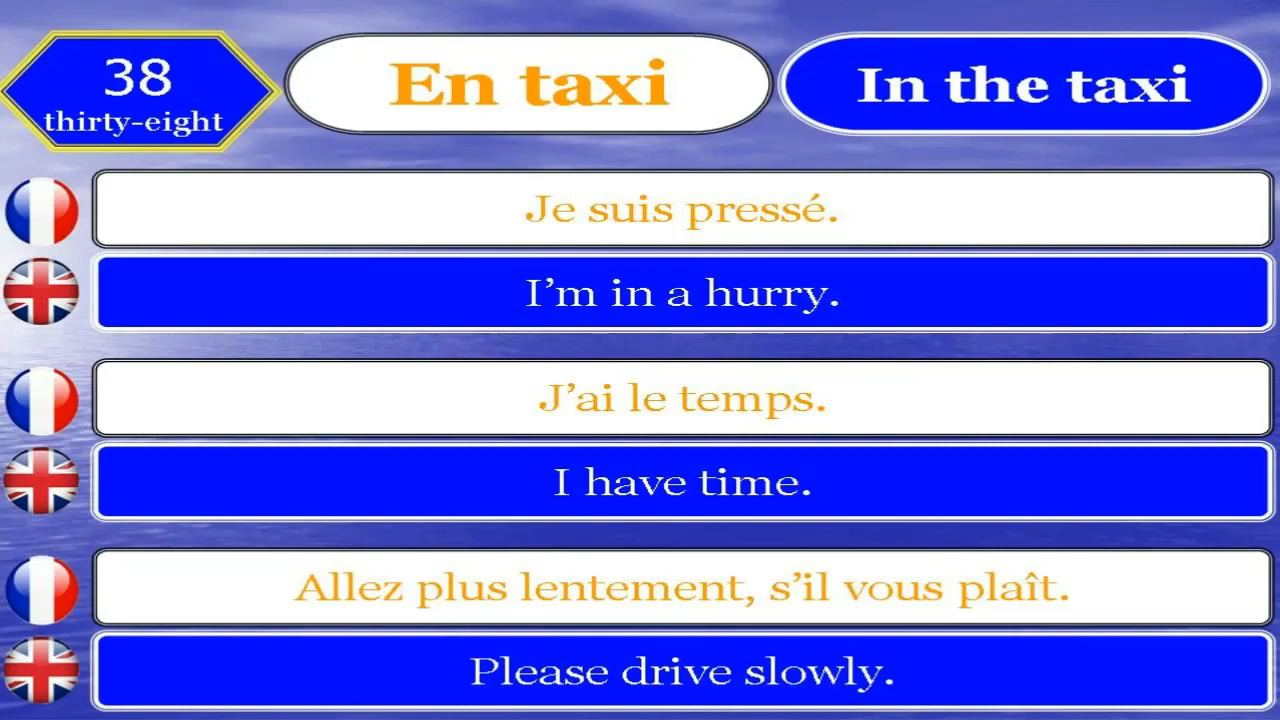 38
thirty-eight
En taxi
In the taxi
Je suis pressé.
I’m in a hurry.
J’ai le temps.
I have time.
Allez plus lentement, s’il vous plaît.
Please drive slowly.